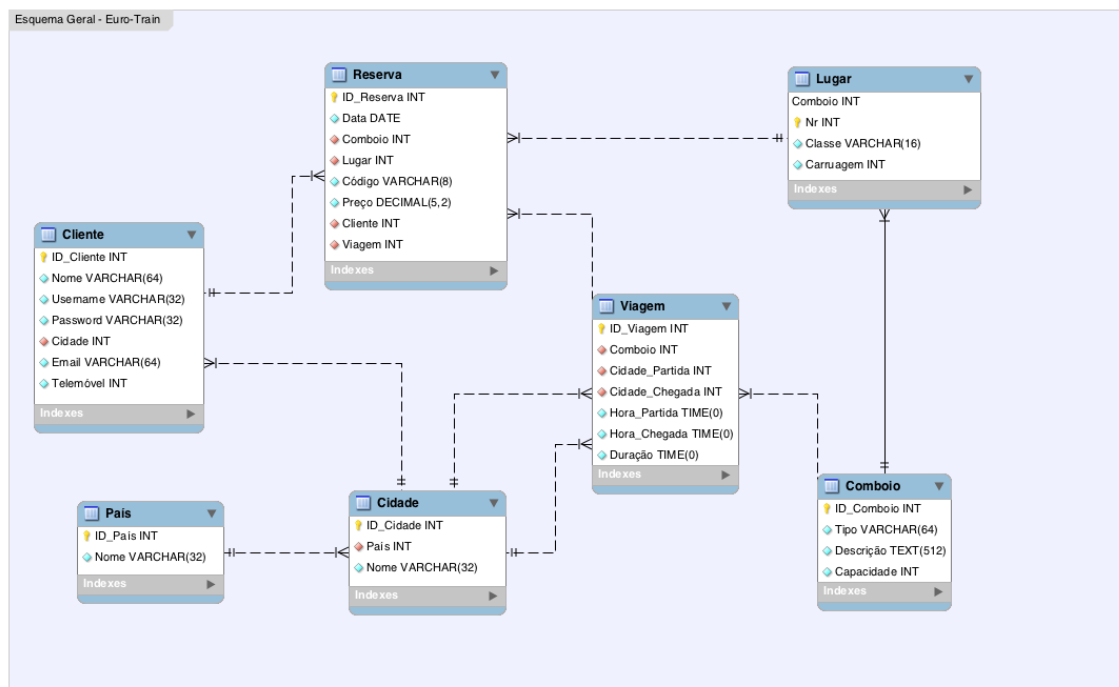 Esquema Geral - Euro-Train
Reserva
ID_Reserva INT
Data DATE
Comboio INT
Lugar INT
Código VARCHAR(8)
Preço DECIMAL(5,2)
Cliente INT
Viagem INT
Indexes
Lugar
Comboio INT
Nr INT
Classe VARCHAR(16)
Carruagem INT
Indexes
Cliente
ID_Cliente INT
Nome VARCHAR(64)
Username VARCHAR(32)
Password VARCHAR(32)
Cidade INT
Email VARCHAR(64)
Telemóvel INT
Indexes
Viagem
ID_Viagem INT
Comboio INT
Cidade_Partida INT
Cidade_Chegada INT
Hora_Partida TIME(0)
Hora_Chegada TIME(0)
Duração TIME(0)
Indexes
País
ID_País INT
Nome VARCHAR(32)
Indexes
Cidade
ID_Cidade INT
País INT
Nome VARCHAR(32)
Indexes
Comboio
ID_Comboio INT
Tipo VARCHAR(64)
Descrição TEXT(512)
Capacidade INT
Indexes